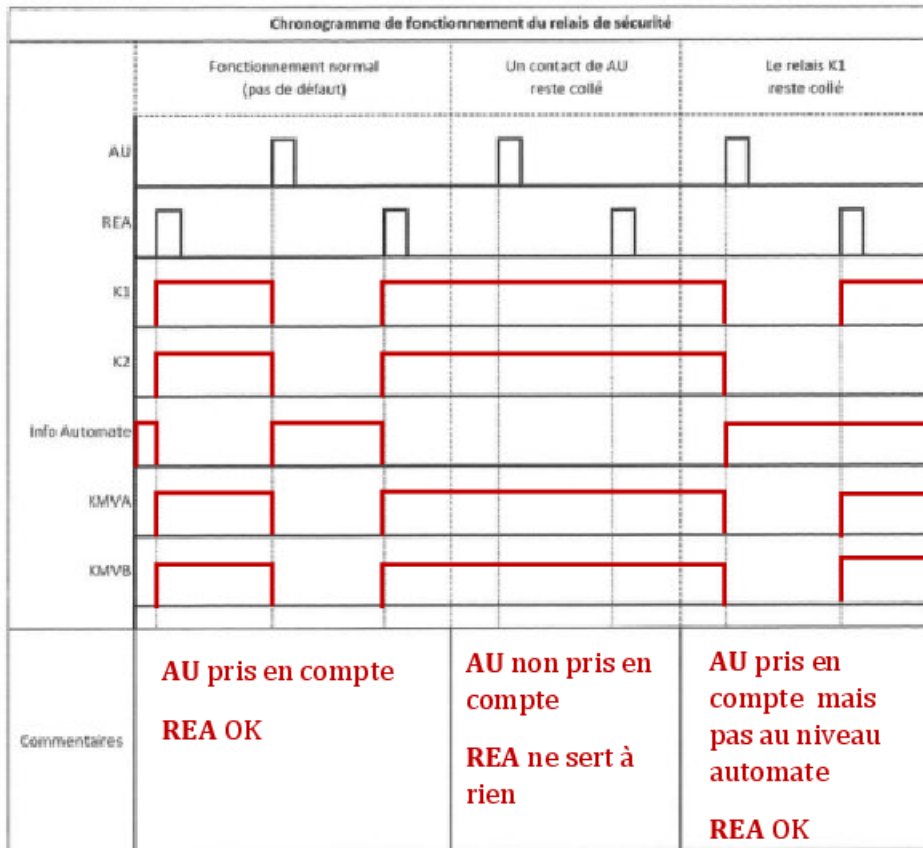 Chronogramme de fonctionnement du relais de sécurité
Fonctionnement normal
(pas de défaut)
Un contact de AU
reste collé
Le relais K1
reste collé
AU
REA
K1
K2
Info Automate
KMVA
KMVB
Commentaires
AU pris en compte
REA OK
AU non pris en
compte
REA ne sert à
rien
AU pris en
compte mais
pas au niveau
automate
REA OK